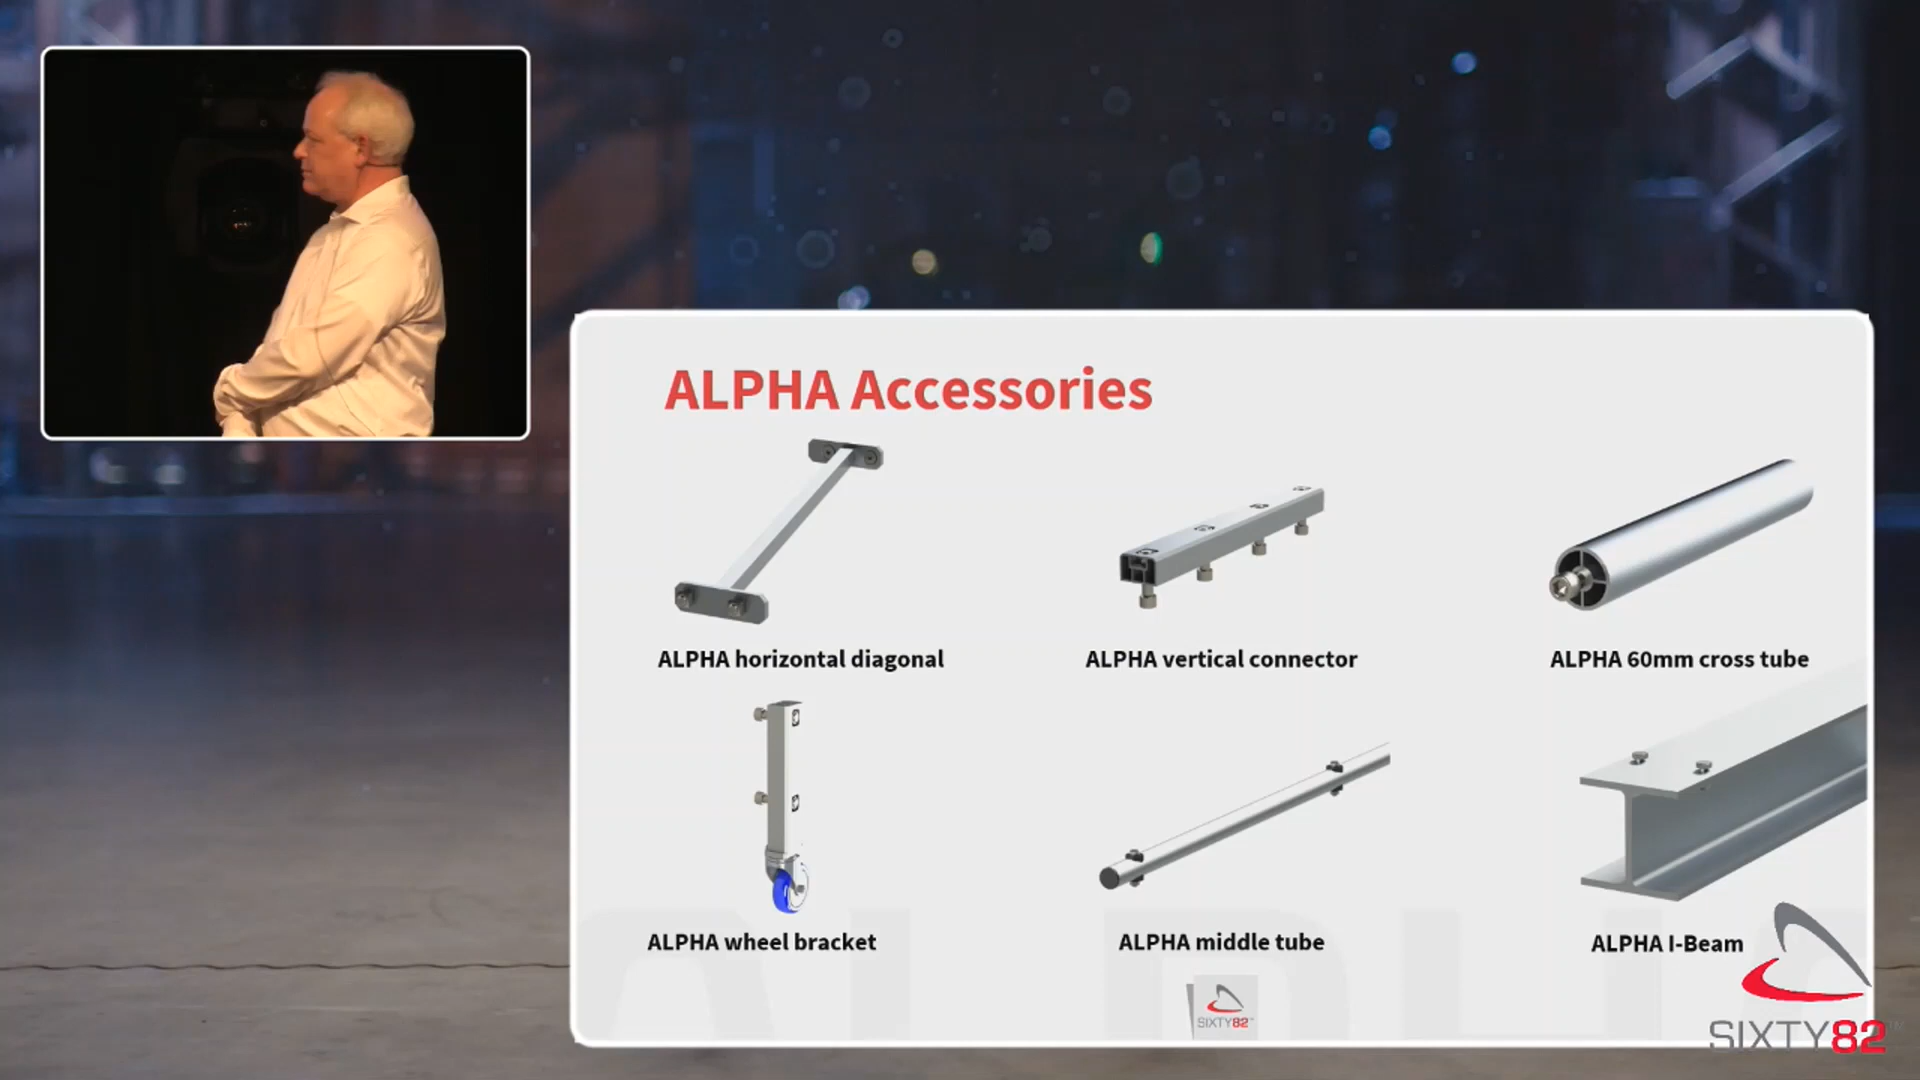 ALPHA Accessories
ALPHA horizontal diagonal
ALPHA vertical connector
ALPHA 60mm cross tube
ALPHA wheel bracket
ALPHA middle tube
ALPHA I-Beam
SIXTY82
SIXTY82